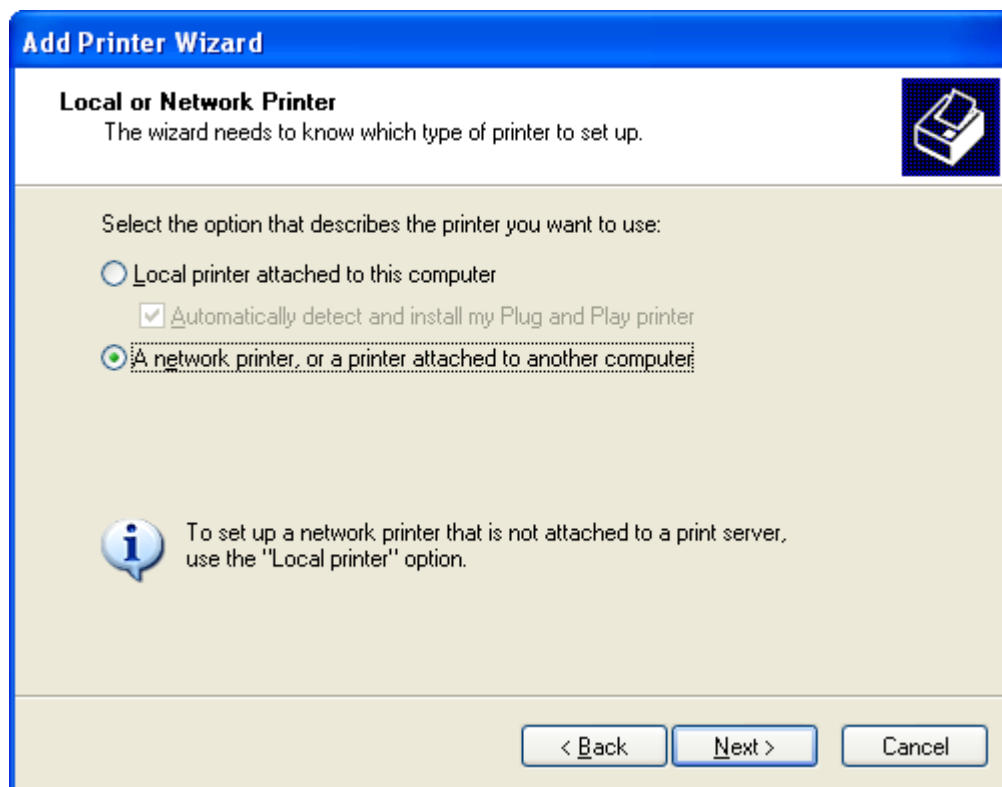 Add Printer Wizard
Local or Network Printer
The wizard needs to know which type of printer to set up.
Select the option that describes the printer you want to use:
Local printer attached to this computer
Automatically detect and install my Plug and Play printer
A network printer, or a printer attached to another computer
To set up a network printer that is not attached to a print server,
use the "Local printer" option.
< Back Next > Cancel